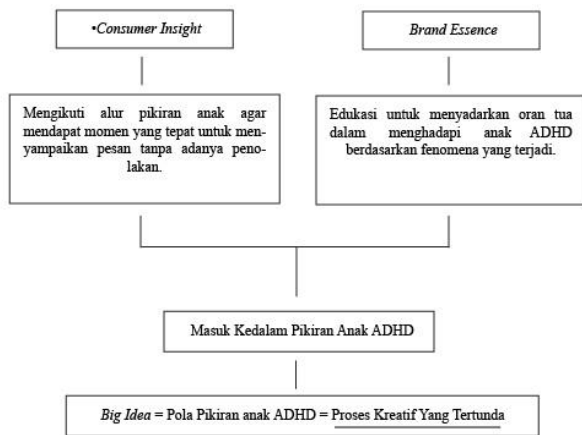 •Consumer Insight
Brand Essence
Mengikuti alur pikiran anak agar
mendapat momen yang tepat untuk men-
yampaikan pesan tanpa adanya peno-
lakan.
Edukasi untuk menyadarkan oran tua
dalam menghadapi anak ADHD
berdasarkan fenomena yang terjadi.
Masuk Kedalam Pikiran Anak ADHD
Big Idea = Pola Pikiran anak ADHD = Proses Kreatif Yang Tertunda